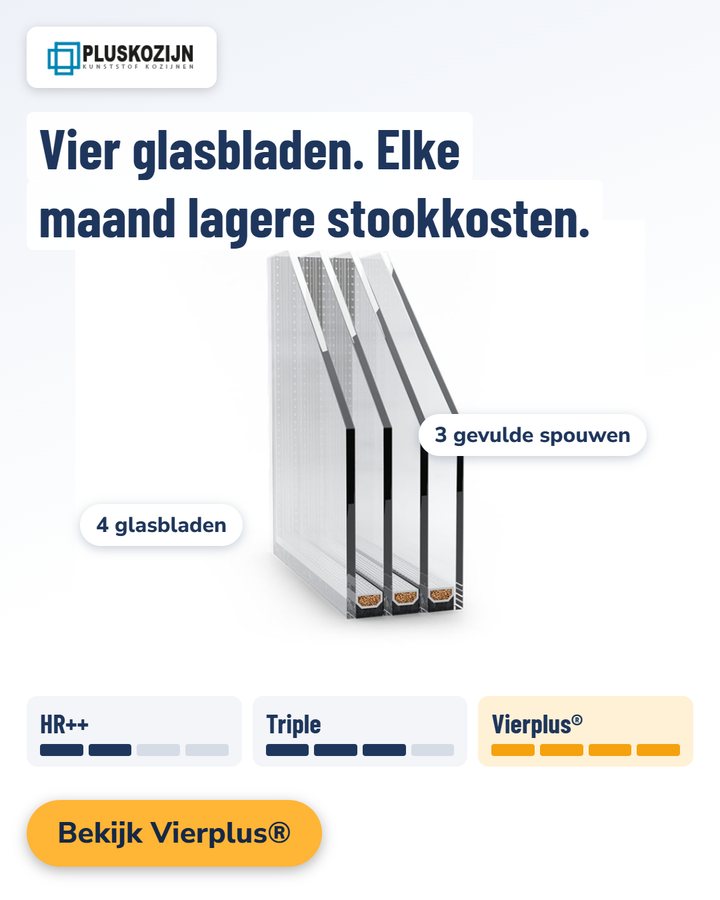 PLUSKOZIJN
KUNSTSTOF KOZIJNEN
Vier glasbladen. Elke
maand lagere stookkosten.
3 gevulde spouwen
4 glasbladen
HR++
Triple
Vierplus®
Bekijk Vierplus®